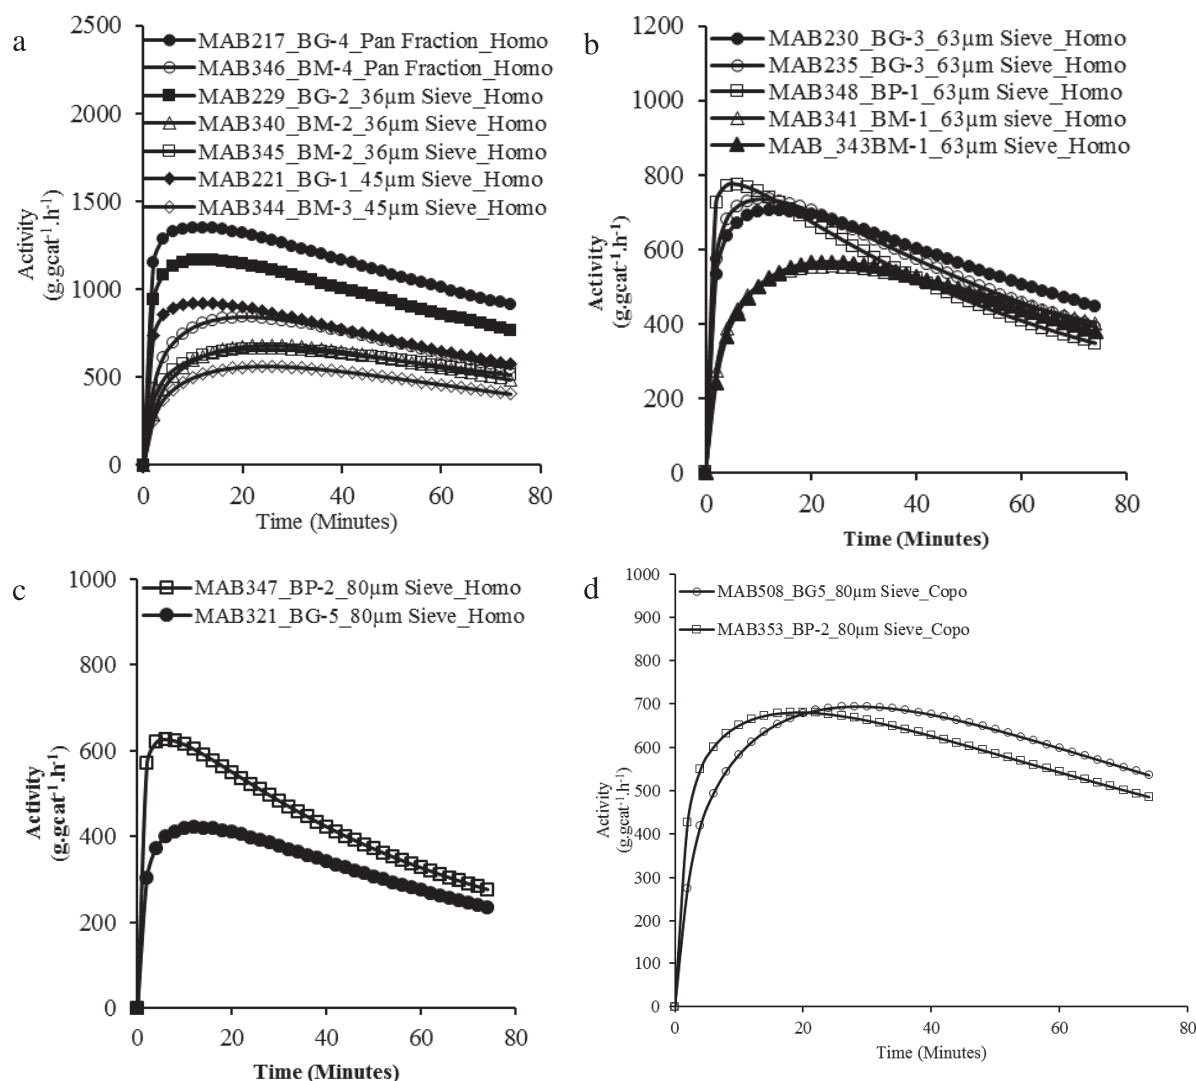 a
2500
2000
1500
1000
500
0
0
20
40
60
80
Activity
(g.gcat⁻¹.h⁻¹)
Time (Minutes)
MAB217_BG-4_Pan Fraction_Homo
MAB346_BM-4_Pan Fraction_Homo
MAB229_BG-2_36µm Sieve_Homo
MAB340_BM-2_36µm Sieve_Homo
MAB345_BM-2_36µm Sieve_Homo
MAB221_BG-1_45µm Sieve_Homo
MAB344_BM-3_45µm Sieve_Homo
b
1200
1000
800
600
400
200
0
0
20
40
60
80
Activity
(g.gcat⁻¹.h⁻¹)
Time (Minutes)
MAB230_BG-3_63µm Sieve_Homo
MAB235_BG-3_63µm Sieve_Homo
MAB348_BP-1_63µm Sieve_Homo
MAB341_BM-1_63µm sieve_Homo
MAB_343BM-1_63µm Sieve_Homo
c
1000
800
600
400
200
0
0
20
40
60
80
Activity
(g.gcat⁻¹.h⁻¹)
Time (Minutes)
MAB347_BP-2_80µm Sieve_Homo
MAB321_BG-5_80µm Sieve_Homo
d
1000
900
800
700
600
500
400
300
200
100
0
0
20
40
60
80
Activity
(g.gcat⁻¹.h⁻¹)
Time (Minutes)
MAB508_BG5_80µm Sieve_Copo
MAB353_BP-2_80µm Sieve_Copo